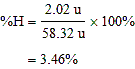 %H = 2.02 u / 58.32 u × 100%
= 3.46%